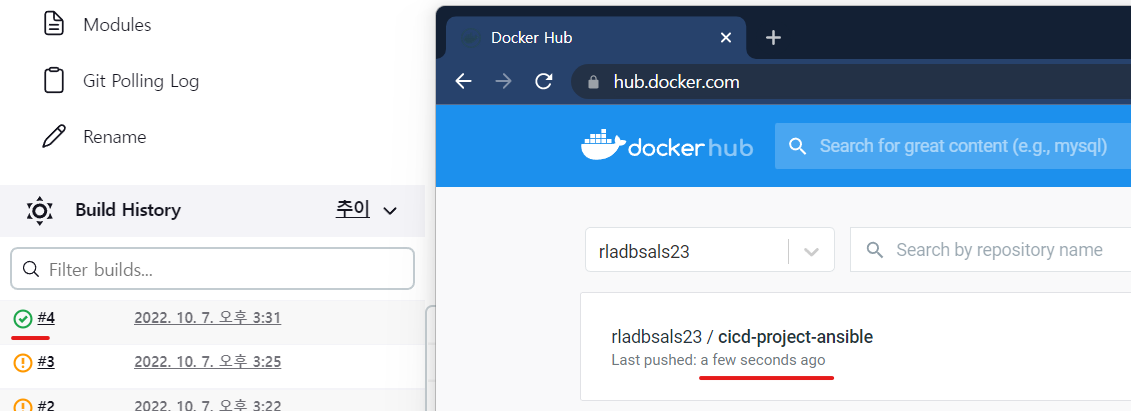 Modules
Git Polling Log
Rename
Build History 추이
Filter builds...
#4 2022. 10. 7. 오후 3:31
#3 2022. 10. 7. 오후 3:25
#2 2022. 10. 7. 오후 3:22
Docker Hub
hub.docker.com
docker hub
Search for great content (e.g., mysql)
rladbsals23
Search by repository name
rladbsals23 / cicd-project-ansible
Last pushed: a few seconds ago